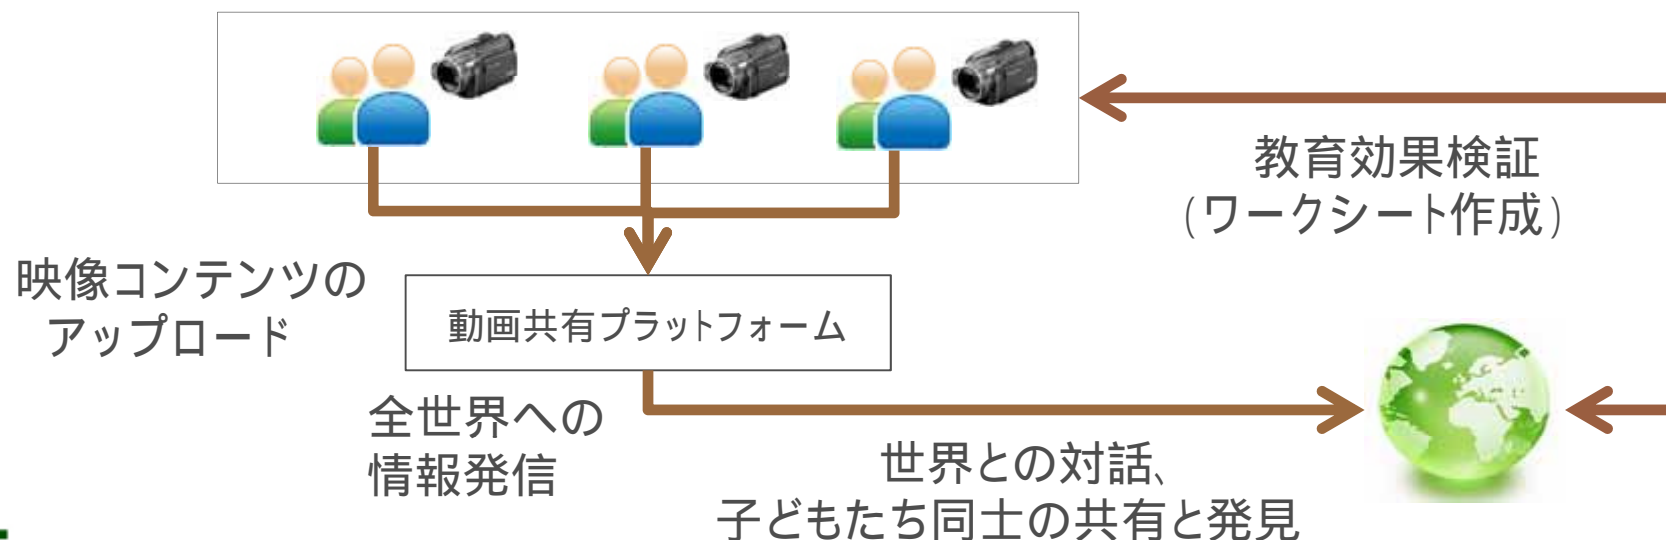 教育効果検証
(ワークシート作成)
映像コンテンツの
アップロード
動画共有プラットフォーム
全世界への
情報発信
世界との対話、
子どもたち同士の共有と発見